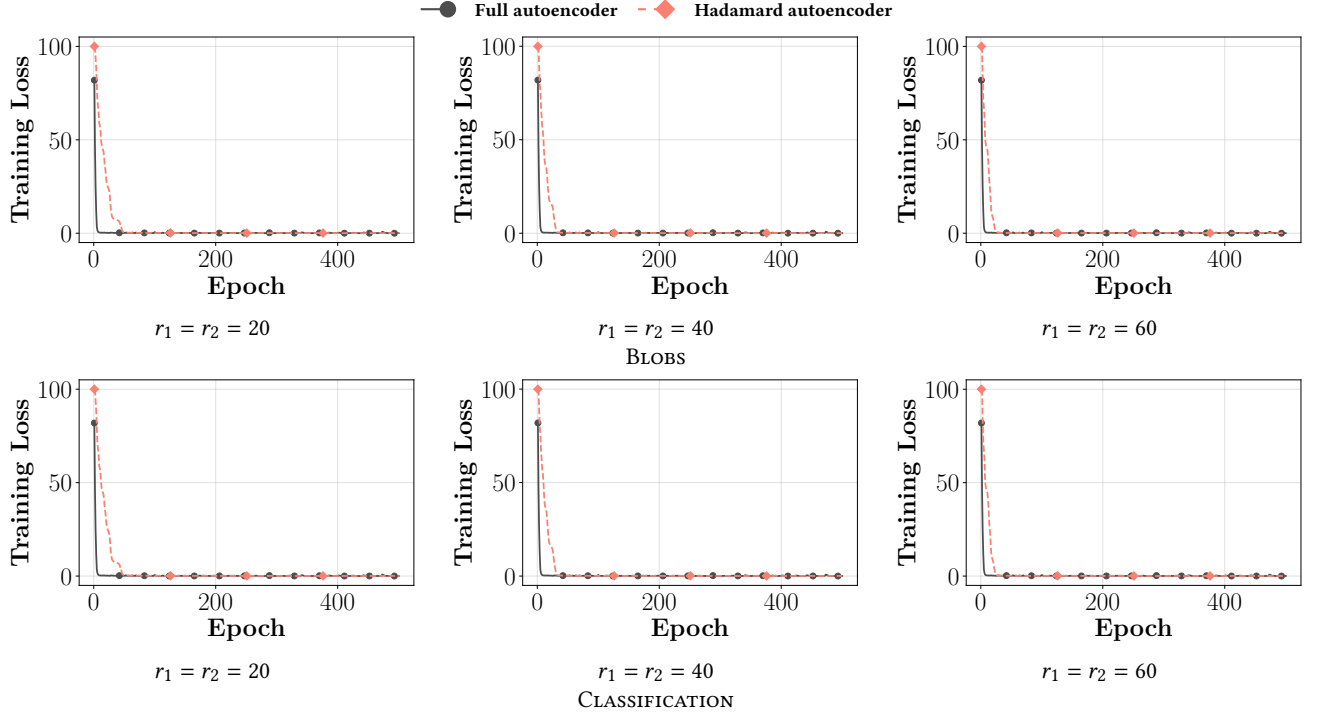 Full autoencoder Hadamard autoencoder
100
50
0
Training Loss
0 200 400
Epoch
r₁ = r₂ = 20
100
50
0
Training Loss
0 200 400
Epoch
r₁ = r₂ = 40
100
50
0
Training Loss
0 200 400
Epoch
r₁ = r₂ = 60
BLOBS
100
50
0
Training Loss
0 200 400
Epoch
r₁ = r₂ = 20
100
50
0
Training Loss
0 200 400
Epoch
r₁ = r₂ = 40
100
50
0
Training Loss
0 200 400
Epoch
r₁ = r₂ = 60
CLASSIFICATION